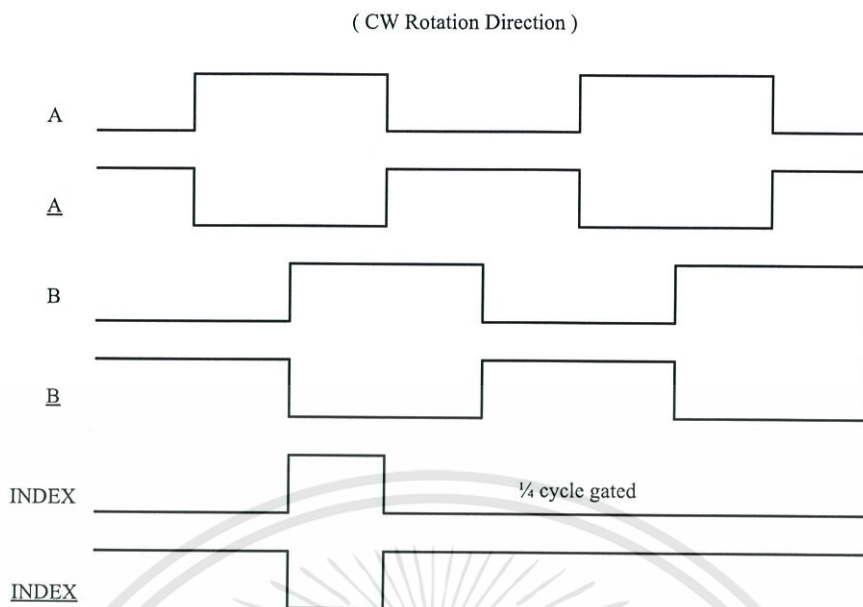 ( CW Rotation Direction )
A
A
B
B
INDEX
¼ cycle gated
INDEX